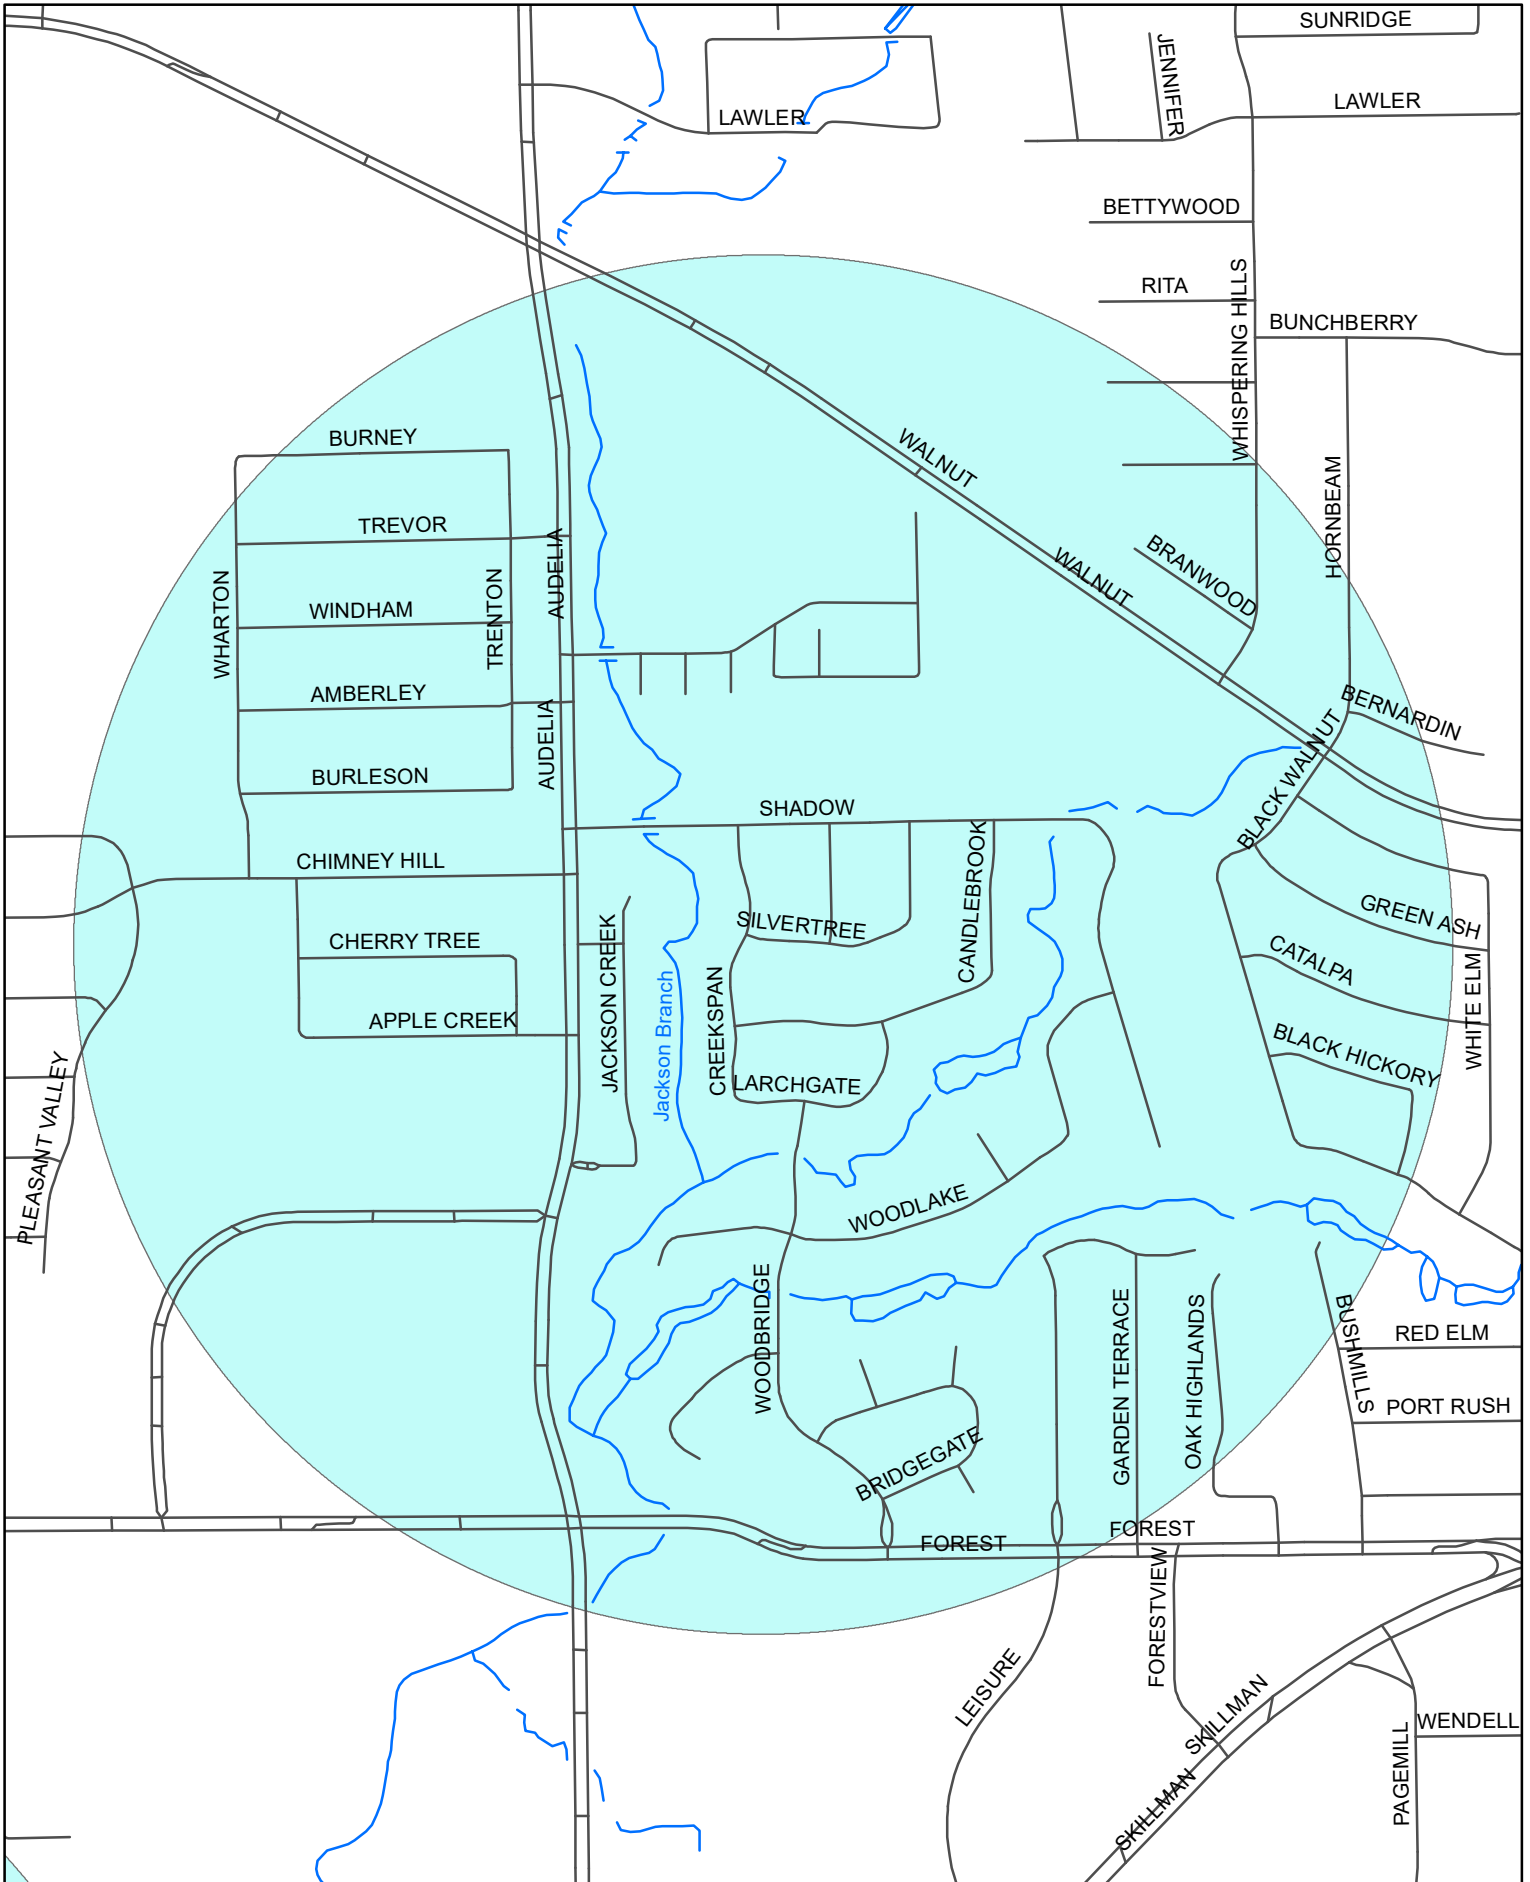 SUNRIDGE
JENNIFER
LAWLER
LAWLER
BETTYWOOD
RITA
WHISPERING HILLS
BUNCHBERRY
BURNEY
WALNUT
HORNBEAM
TREVOR
AUDELIA
WALNUT
BRANWOOD
WHARTON
WINDHAM
TRENTON
AMBERLEY
BERNARDIN
AUDELIA
BLACK WALNUT
BURLESON
SHADOW
CHIMNEY HILL
CANDLEBROOK
GREEN ASH
SILVERTREE
CHERRY TREE
JACKSON CREEK
CATALPA
WHITE ELM
Jackson Branch
CREEKSPAN
APPLE CREEK
BLACK HICKORY
LARCHGATE
PLEASANT VALLEY
WOODLAKE
WOODBRIDGE
GARDEN TERRACE
OAK HIGHLANDS
BUSHMILLS
RED ELM
PORT RUSH
BRIDGEGATE
FOREST
FOREST
FORESTVIEW
LEISURE
SKILLMAN
WENDELL
PAGEMILL
SKILLMAN